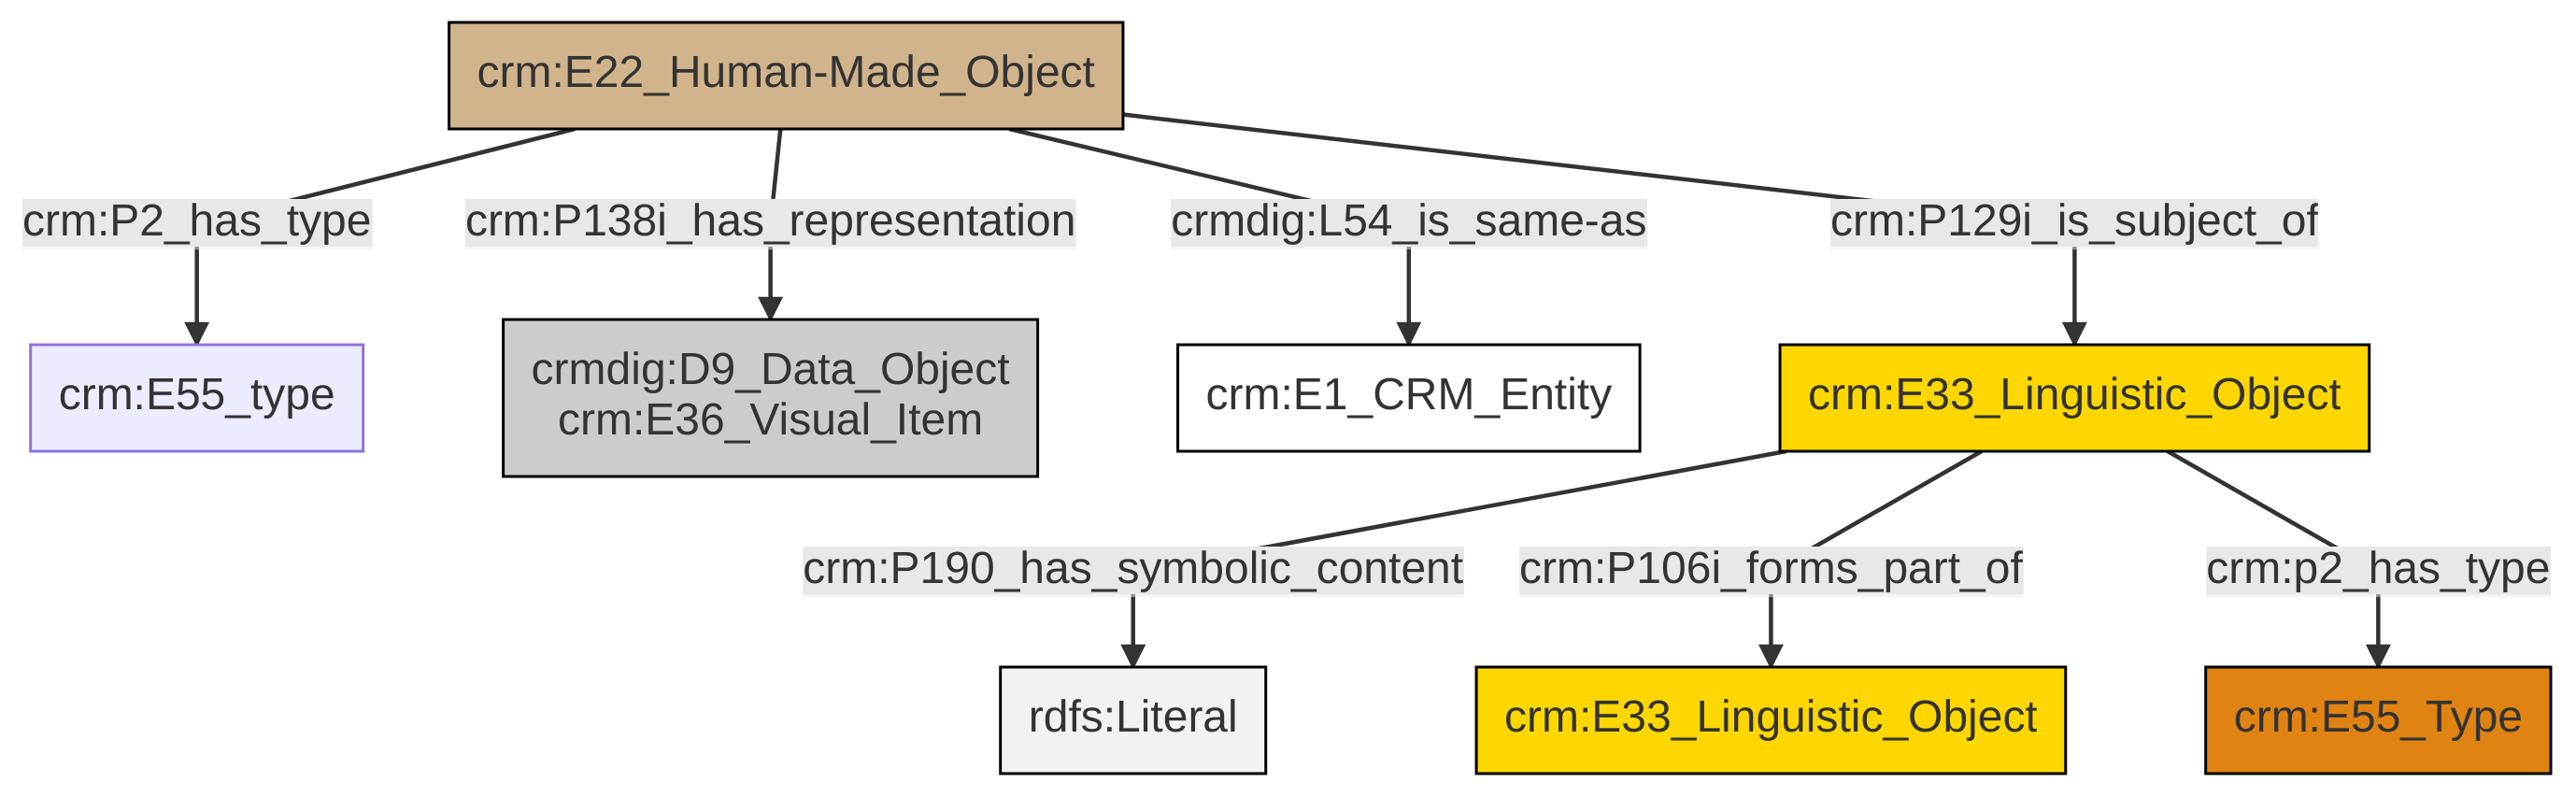 crm:E22_Human-Made_Object
crm:P2_has_type
crm:P138i_has_representation
crmdig:L54_is_same-as
crm:P129i_is_subject_of
crm:E55_type
crmdig:D9_Data_Object
crm:E36_Visual_Item
crm:E1_CRM_Entity
crm:E33_Linguistic_Object
crm:P190_has_symbolic_content
crm:P106i_forms_part_of
crm:p2_has_type
rdfs:Literal
crm:E33_Linguistic_Object
crm:E55_Type